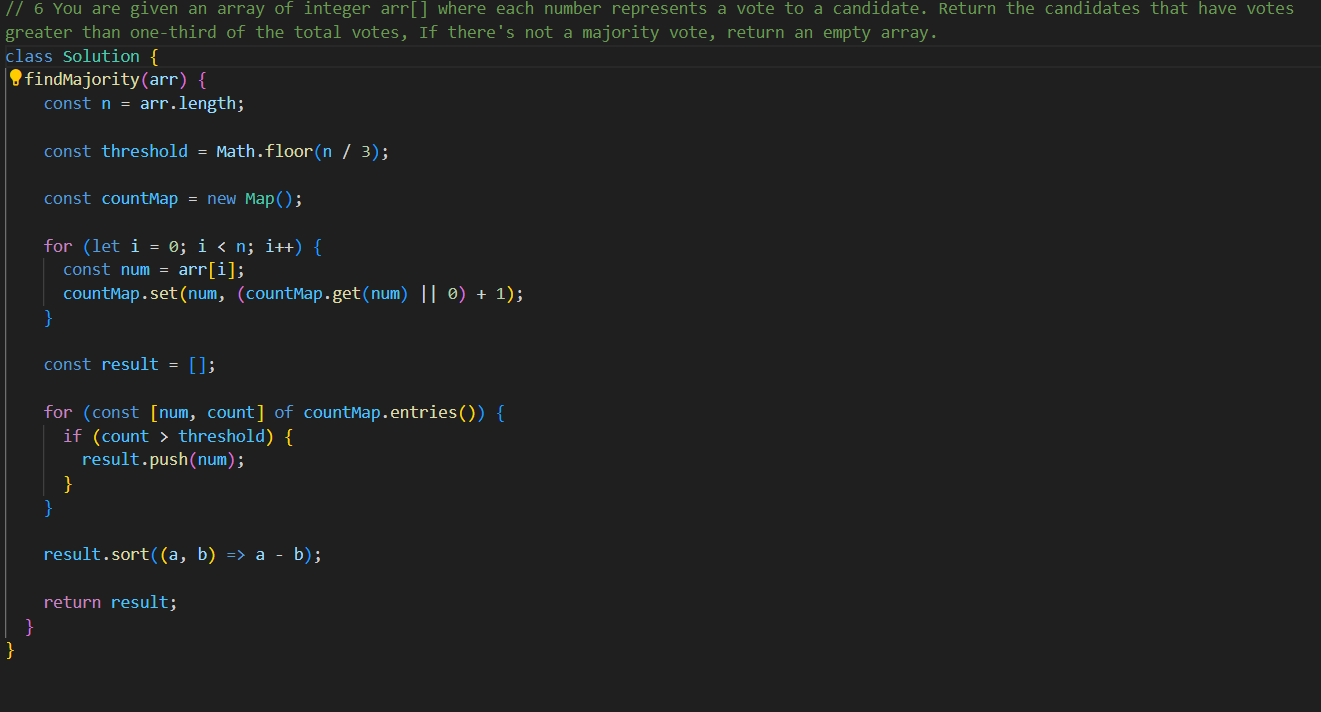 // 6 You are given an array of integer arr[] where each number represents a vote to a candidate. Return the candidates that have votes
greater than one-third of the total votes, If there's not a majority vote, return an empty array.
class Solution {
findMajority(arr) {
const n = arr.length;
const threshold = Math.floor(n / 3);
const countMap = new Map();
for (let i = 0; i < n; i++) {
const num = arr[i];
countMap.set(num, (countMap.get(num) || 0) + 1);
}
const result = [];
for (const [num, count] of countMap.entries()) {
if (count > threshold) {
result.push(num);
}
}
result.sort((a, b) => a - b);
return result;
}
}